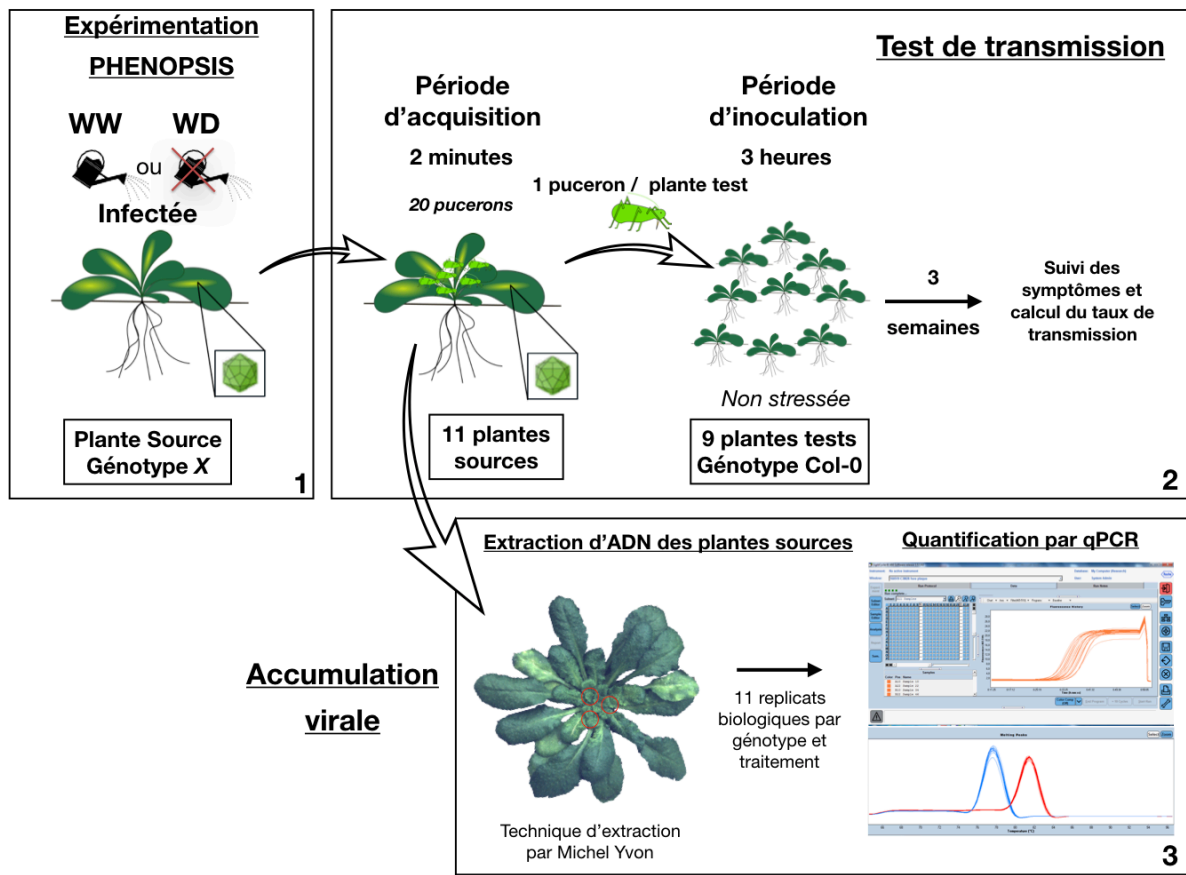 Expérimentation
PHENOPSIS
WW
WD
ou
Infectée
Plante Source
Génotype X
1
Test de transmission
Période
d’acquisition
2 minutes
20 pucerons
Période
d’inoculation
3 heures
1 puceron / plante test
11 plantes
sources
Non stressée
9 plantes tests
Génotype Col-0
3
semaines
Suivi des
symptômes et
calcul du taux de
transmission
2
Accumulation
virale
Extraction d’ADN des plantes sources
Technique d’extraction
par Michel Yvon
11 replicats
biologiques par
génotype et
traitement
Quantification par qPCR
Melting Peaks
Temperature (°C)
3